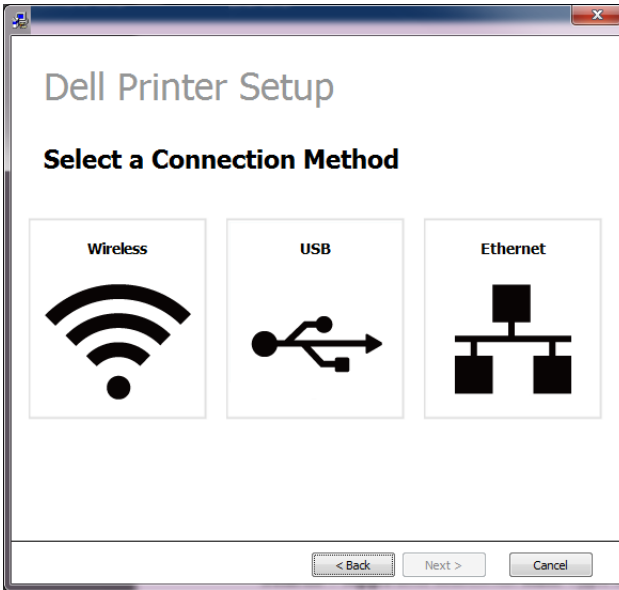 Dell Printer Setup
Select a Connection Method
Wireless
USB
Ethernet
< Back
Next >
Cancel